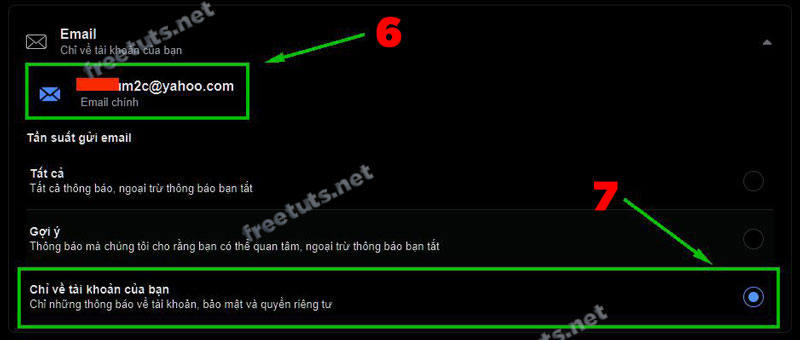 Email
Chỉ về tài khoản của bạn
6
um2c@yahoo.com
Email chính
Tần suất gửi email
Tất cả
Tất cả thông báo, ngoại trừ thông báo bạn tắt
7
Gợi ý
Thông báo mà chúng tôi cho rằng bạn có thể quan tâm, ngoại trừ thông báo bạn tắt
Chỉ về tài khoản của bạn
Chỉ những thông báo về tài khoản, bảo mật và quyền riêng tư
freetuts.net
freetuts.net
freetuts.net